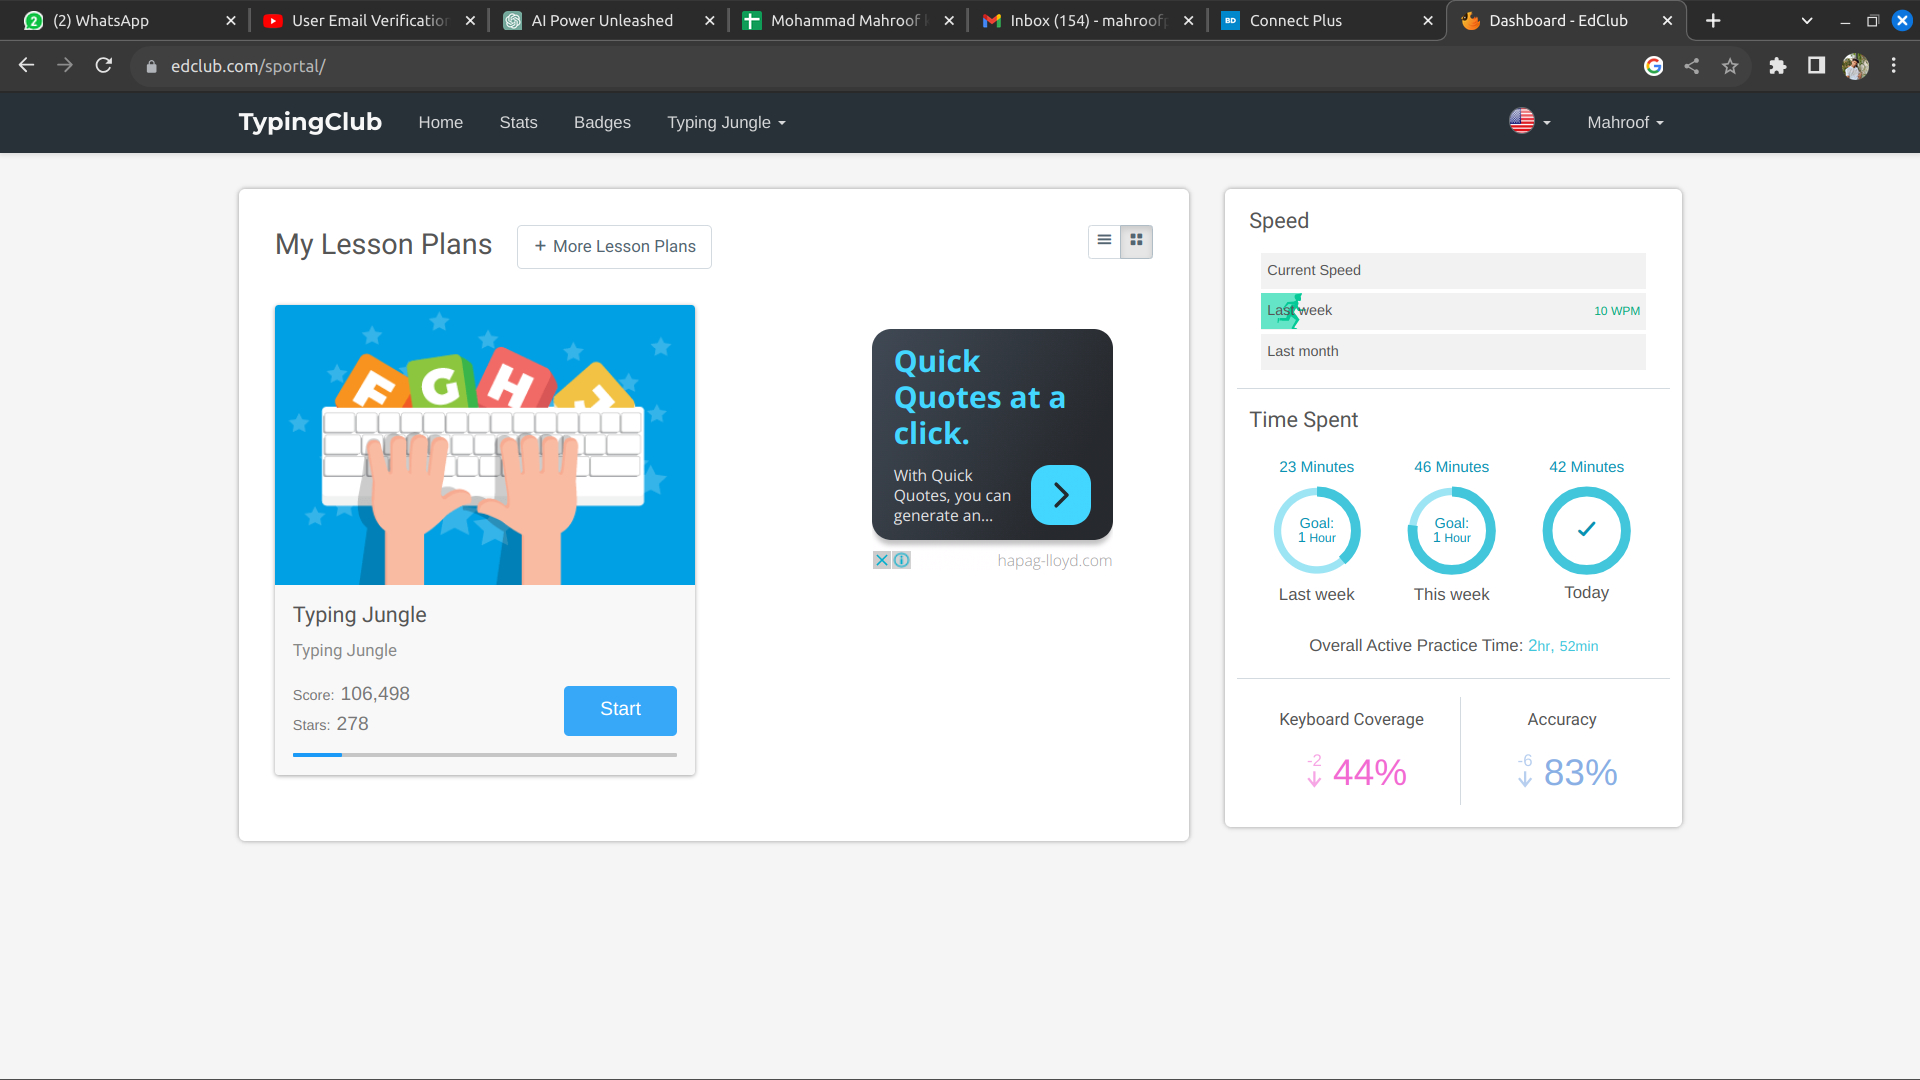 (2) WhatsApp
User Email Verification
AI Power Unleashed
Mohammad Mahroof
Inbox (154) - mahroofp
BD
Connect Plus
Dashboard - EdClub
edclub.com/sportal/
TypingClub
Home
Stats
Badges
Typing Jungle
Mahroof
My Lesson Plans
+ More Lesson Plans
F G H J
Typing Jungle
Typing Jungle
Score: 106,498
Stars: 278
Start
Quick
Quotes at a
click.
With Quick
Quotes, you can
generate an...
hapag-lloyd.com
Speed
Current Speed
Last week
10 WPM
Last month
Time Spent
23 Minutes
46 Minutes
42 Minutes
Goal:
1 Hour
Goal:
1 Hour
Last week
This week
Today
Overall Active Practice Time: 2hr, 52min
Keyboard Coverage
Accuracy
-2
44%
-6
83%